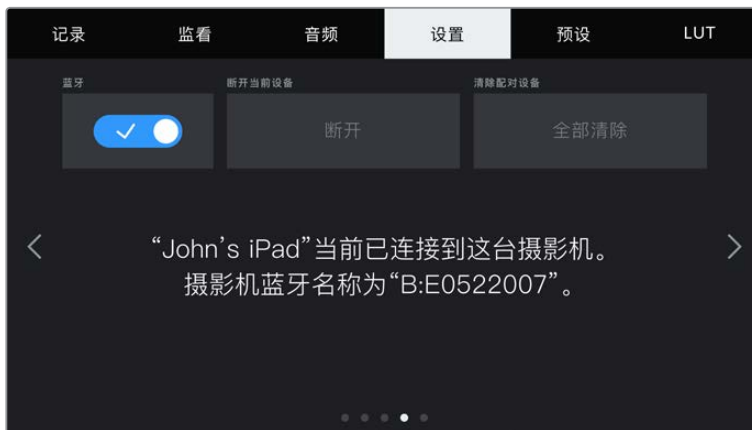 记录 监看 音频 设置 预设 LUT
蓝牙 断开当前设备 清除配对设备
断开 全部清除
“John’s iPad”当前已连接到这台摄影机。
摄影机蓝牙名称为“B:E0522007”。